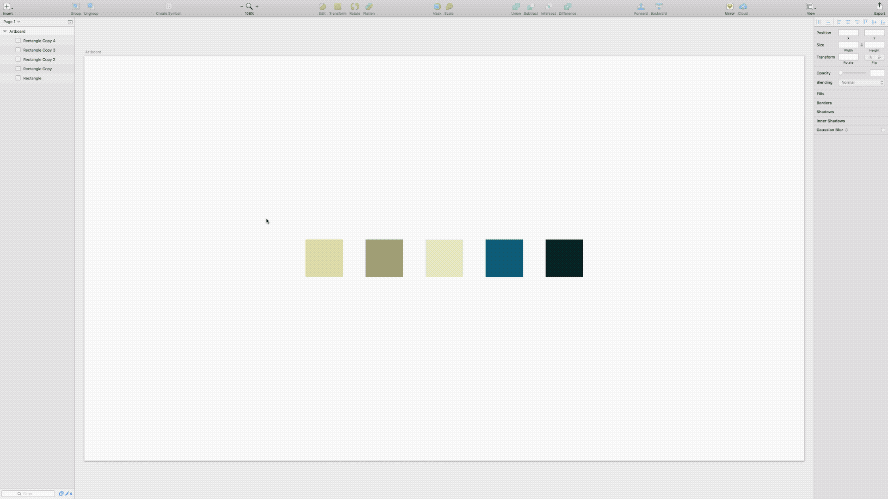 Insert
Group
Ungroup
Create Symbol
Edit
Transform
Rotate
Flatten
Mask
Scale
Union
Subtract
Intersect
Difference
Forward
Backward
Mirror
Cloud
View
Export
Page 1
Artboard
Rectangle Copy 4
Rectangle Copy 3
Rectangle Copy 2
Rectangle Copy
Rectangle
Artboard
Position
X
Y
Size
Width
Height
Transform
Rotate
Flip
Opacity
Blending
Normal
Fills
Borders
Shadows
Inner Shadows
Gaussian Blur